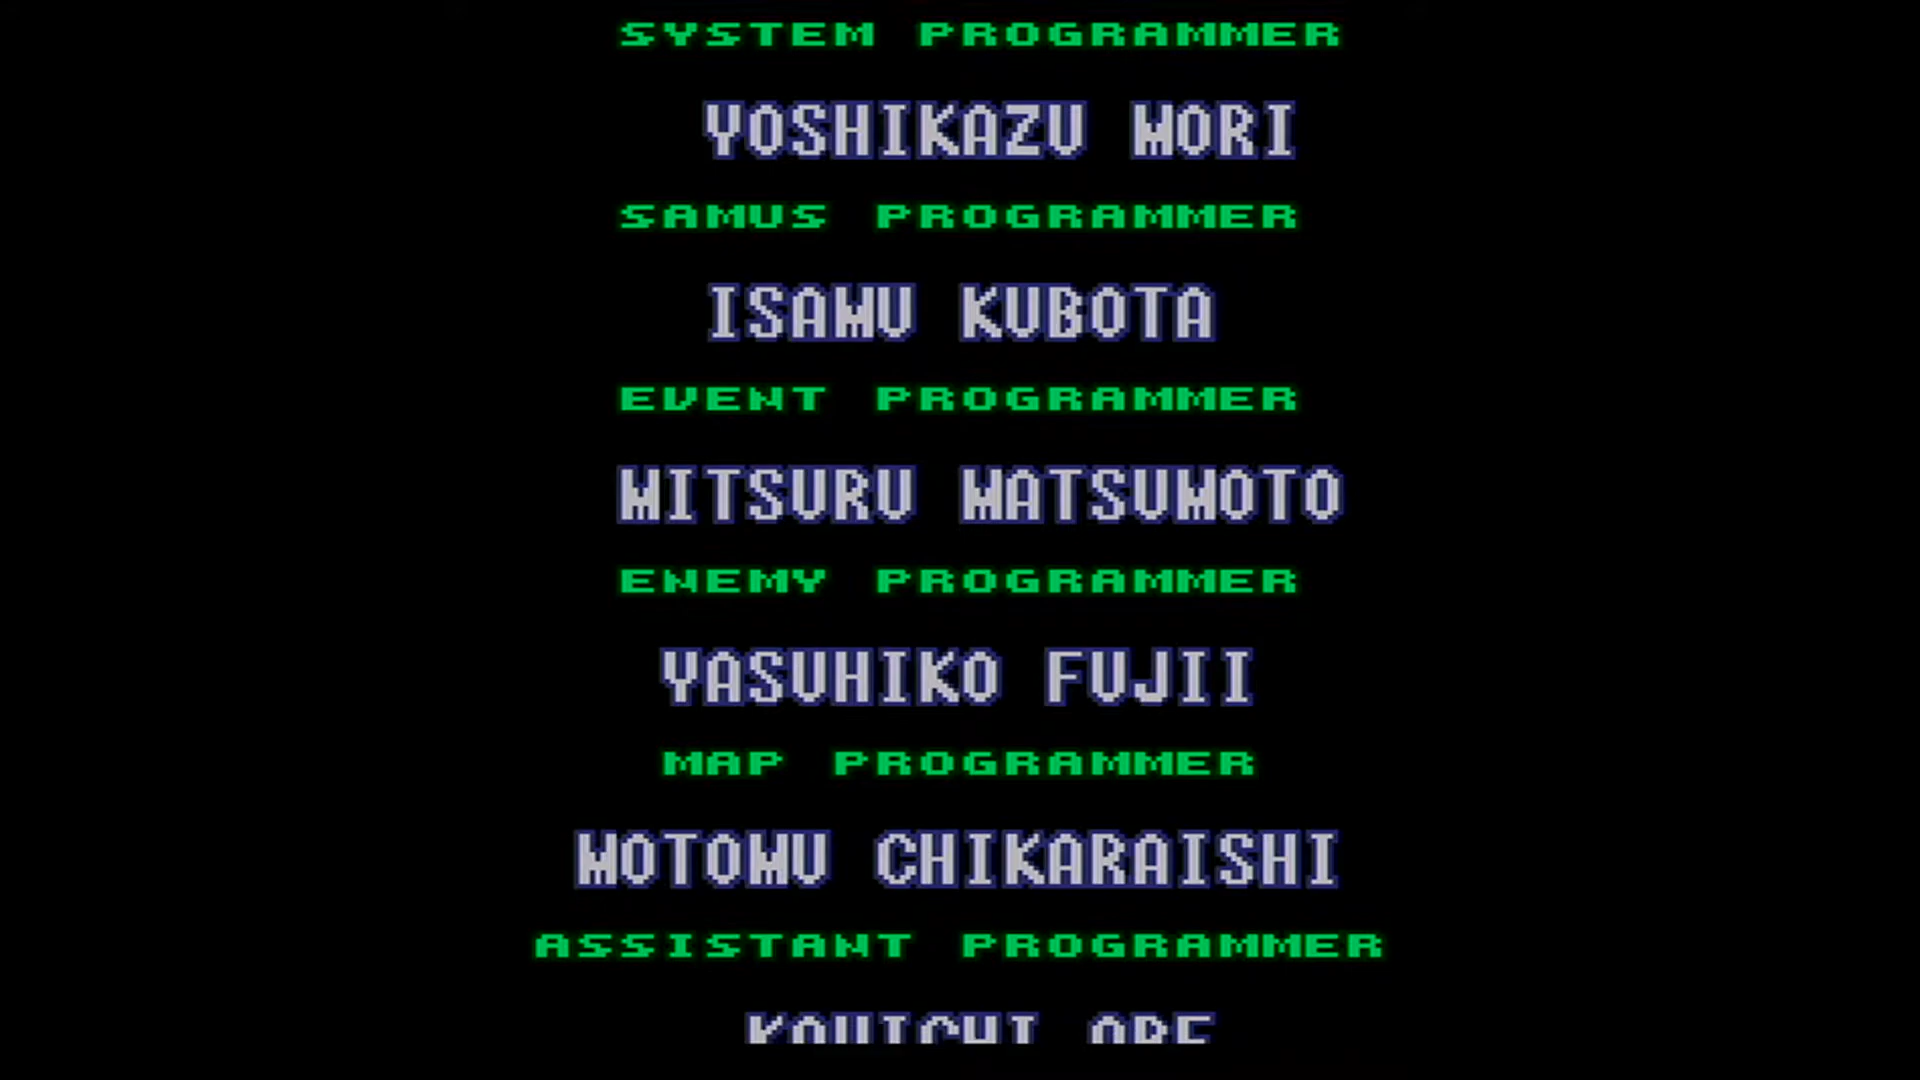 SYSTEM PROGRAMMER
YOSHIKAZU MORI
SAMUS PROGRAMMER
ISAMU KUBOTA
EVENT PROGRAMMER
MITSURU MATSUMOTO
ENEMY PROGRAMMER
YASUHIKO FUJII
MAP PROGRAMMER
MOTOMU CHIKARAISHI
ASSISTANT PROGRAMMER
ABE